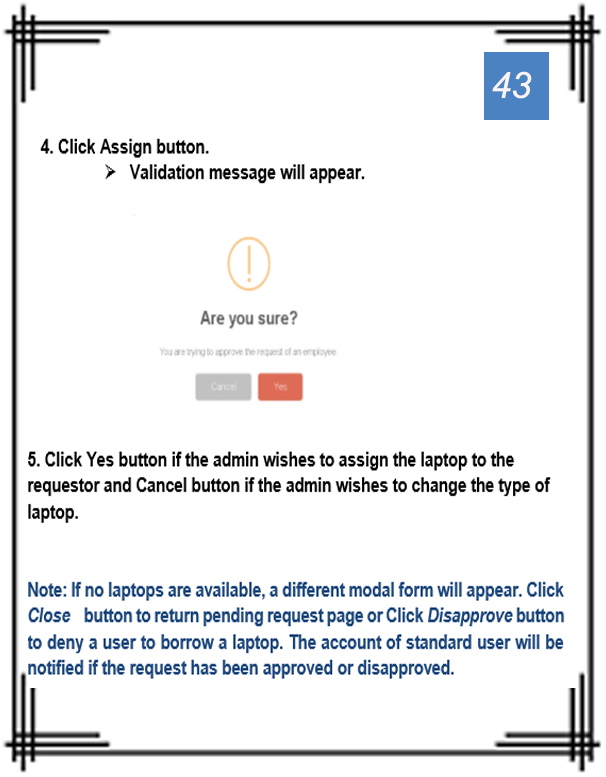 43
4. Click Assign button.
➢ Validation message will appear.
Are you sure?
You are trying to approve the request of an employee.
Cancel
Yes
5. Click Yes button if the admin wishes to assign the laptop to the
requestor and Cancel button if the admin wishes to change the type of
laptop.
Note: If no laptops are available, a different modal form will appear. Click
Close button to return pending request page or Click Disapprove button
to deny a user to borrow a laptop. The account of standard user will be
notified if the request has been approved or disapproved.